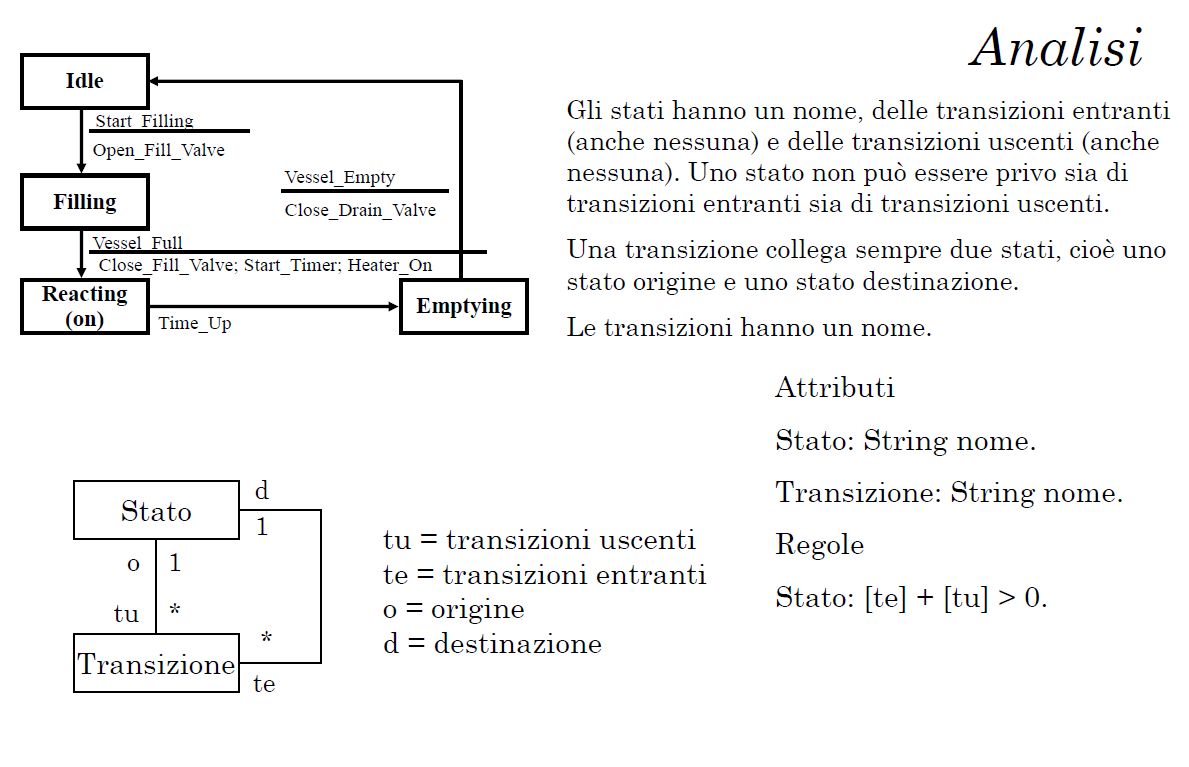 Analisi
Idle
Start_Filling
Open_Fill_Valve
Filling
Vessel_Empty
Close_Drain_Valve
Vessel_Full
Close_Fill_Valve; Start_Timer; Heater_On
Reacting
(on)
Time_Up
Emptying
Gli stati hanno un nome, delle transizioni entranti
(anche nessuna) e delle transizioni uscenti (anche
nessuna). Uno stato non può essere privo sia di
transizioni entranti sia di transizioni uscenti.
Una transizione collega sempre due stati, cioè uno
stato origine e uno stato destinazione.
Le transizioni hanno un nome.
Attributi
Stato: String nome.
Transizione: String nome.
Regole
Stato: [te] + [tu] > 0.
Stato
d
1
o
1
tu
*
*
Transizione
te
tu = transizioni uscenti
te = transizioni entranti
o = origine
d = destinazione